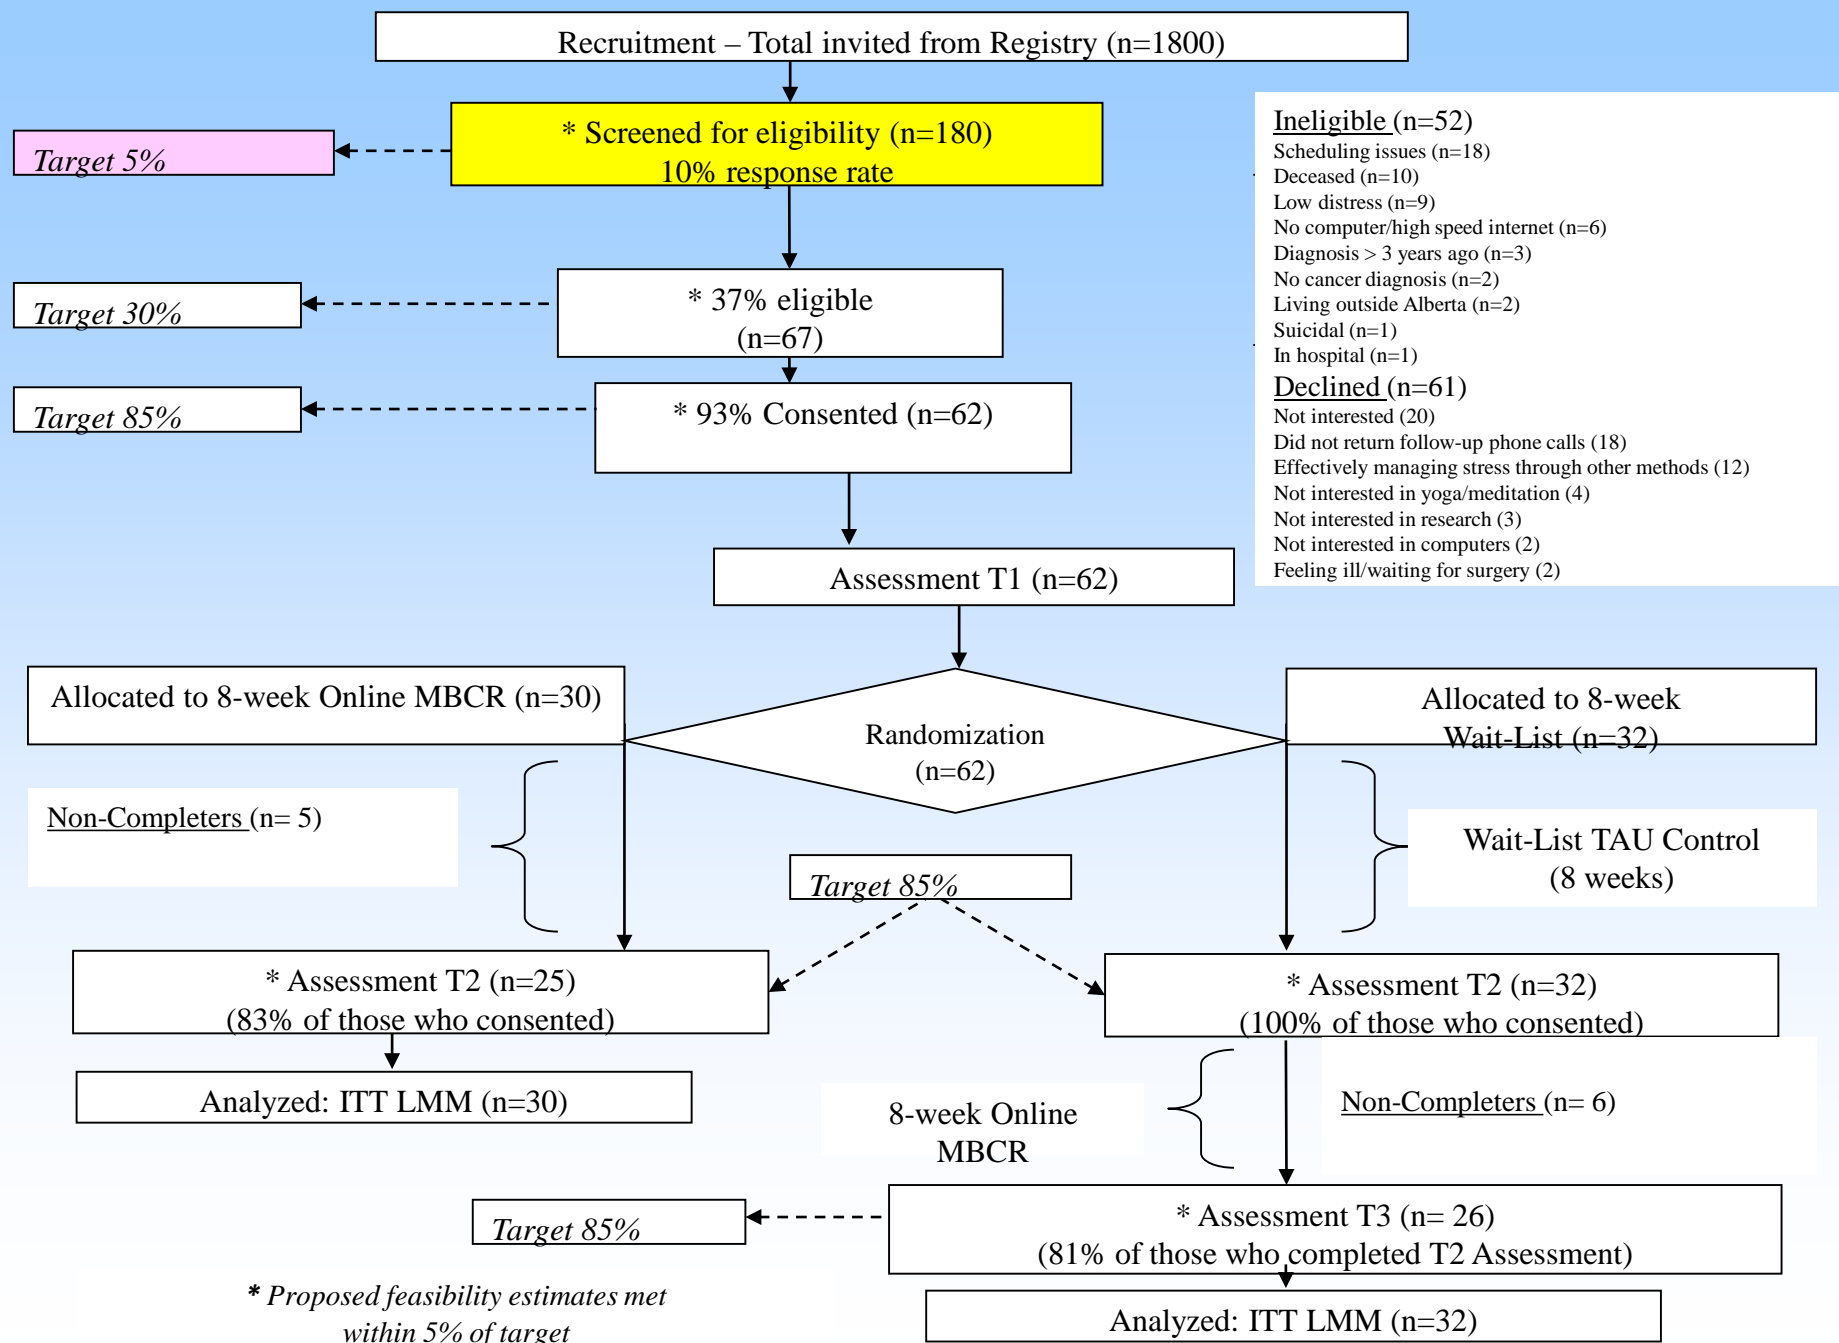 Recruitment – Total invited from Registry (n=1800)
* Screened for eligibility (n=180)
10% response rate
Target 5%
Ineligible (n=52)
Scheduling issues (n=18)
Deceased (n=10)
Low distress (n=9)
No computer/high speed internet (n=6)
Diagnosis > 3 years ago (n=3)
No cancer diagnosis (n=2)
Living outside Alberta (n=2)
Suicidal (n=1)
In hospital (n=1)
Declined (n=61)
Not interested (20)
Did not return follow-up phone calls (18)
Effectively managing stress through other methods (12)
Not interested in yoga/meditation (4)
Not interested in research (3)
Not interested in computers (2)
Feeling ill/waiting for surgery (2)
* 37% eligible
(n=67)
Target 30%
* 93% Consented (n=62)
Target 85%
Assessment T1 (n=62)
Randomization
(n=62)
Allocated to 8-week Online MBCR (n=30)
Allocated to 8-week
Wait-List (n=32)
Non-Completers (n= 5)
Wait-List TAU Control
(8 weeks)
Target 85%
* Assessment T2 (n=25)
(83% of those who consented)
* Assessment T2 (n=32)
(100% of those who consented)
Analyzed: ITT LMM (n=30)
8-week Online
MBCR
Non-Completers (n= 6)
* Assessment T3 (n= 26)
(81% of those who completed T2 Assessment)
Target 85%
* Proposed feasibility estimates met
within 5% of target
Analyzed: ITT LMM (n=32)